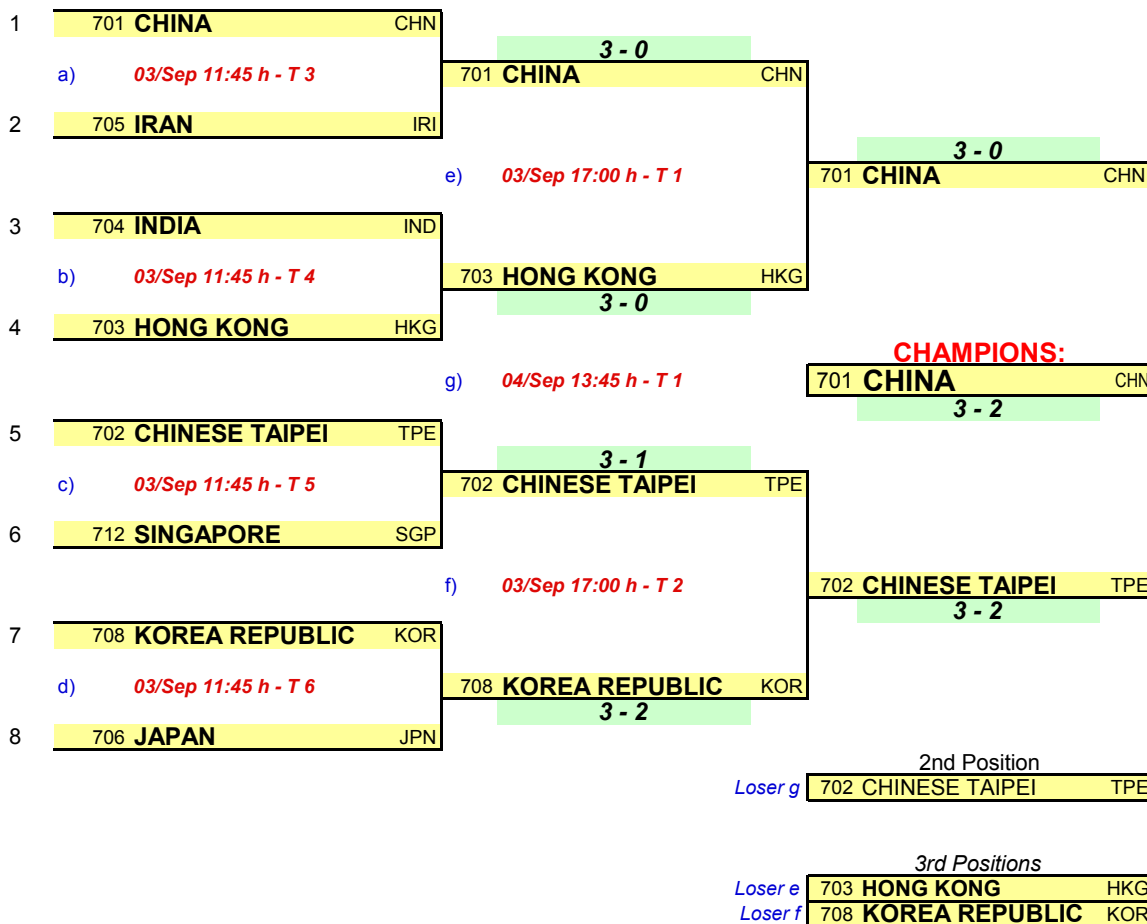 1 701 CHINA CHN
3 - 0
a) 03/Sep 11:45 h - T 3 701 CHINA CHN
2 705 IRAN IRI
3 - 0
e) 03/Sep 17:00 h - T 1 701 CHINA CHN
3 704 INDIA IND
b) 03/Sep 11:45 h - T 4 703 HONG KONG HKG
3 - 0
4 703 HONG KONG HKG
CHAMPIONS:
g) 04/Sep 13:45 h - T 1 701 CHINA CHN
3 - 2
5 702 CHINESE TAIPEI TPE
3 - 1
c) 03/Sep 11:45 h - T 5 702 CHINESE TAIPEI TPE
6 712 SINGAPORE SGP
f) 03/Sep 17:00 h - T 2 702 CHINESE TAIPEI TPE
3 - 2
7 708 KOREA REPUBLIC KOR
d) 03/Sep 11:45 h - T 6 708 KOREA REPUBLIC KOR
3 - 2
8 706 JAPAN JPN
2nd Position
Loser g 702 CHINESE TAIPEI TPE
3rd Positions
Loser e 703 HONG KONG HKG
Loser f 708 KOREA REPUBLIC KOR